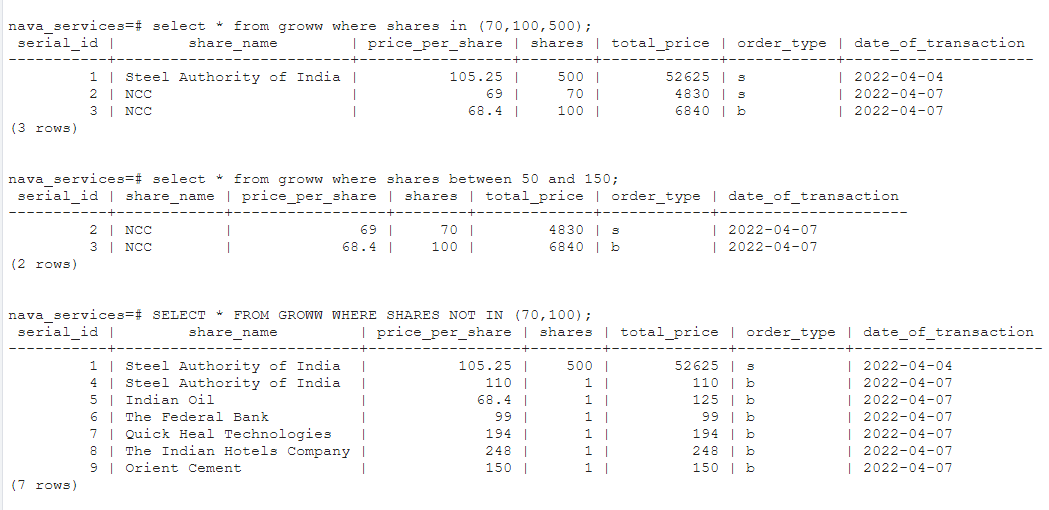 nava_services=# select * from groww where shares in (70,100,500);
 serial_id |        share_name        | price_per_share | shares | total_price | order_type | date_of_transaction
-----------+--------------------------+-----------------+--------+-------------+------------+---------------------
         1 | Steel Authority of India |          105.25 |    500 |       52625 | s          | 2022-04-04
         2 | NCC                      |              69 |     70 |        4830 | s          | 2022-04-07
         3 | NCC                      |            68.4 |    100 |        6840 | b          | 2022-04-07
(3 rows)
nava_services=# select * from groww where shares between 50 and 150;
 serial_id | share_name | price_per_share | shares | total_price | order_type | date_of_transaction
-----------+------------+-----------------+--------+-------------+------------+---------------------
         2 | NCC        |              69 |     70 |        4830 | s          | 2022-04-07
         3 | NCC        |            68.4 |    100 |        6840 | b          | 2022-04-07
(2 rows)
nava_services=# SELECT * FROM GROWW WHERE SHARES NOT IN (70,100);
 serial_id |        share_name         | price_per_share | shares | total_price | order_type | date_of_transaction
-----------+---------------------------+-----------------+--------+-------------+------------+---------------------
         1 | Steel Authority of India  |          105.25 |    500 |       52625 | s          | 2022-04-04
         4 | Steel Authority of India  |             110 |      1 |         110 | b          | 2022-04-07
         5 | Indian Oil                |            68.4 |      1 |         125 | b          | 2022-04-07
         6 | The Federal Bank          |              99 |      1 |          99 | b          | 2022-04-07
         7 | Quick Heal Technologies   |             194 |      1 |         194 | b          | 2022-04-07
         8 | The Indian Hotels Company |             248 |      1 |         248 | b          | 2022-04-07
         9 | Orient Cement             |             150 |      1 |         150 | b          | 2022-04-07
(7 rows)